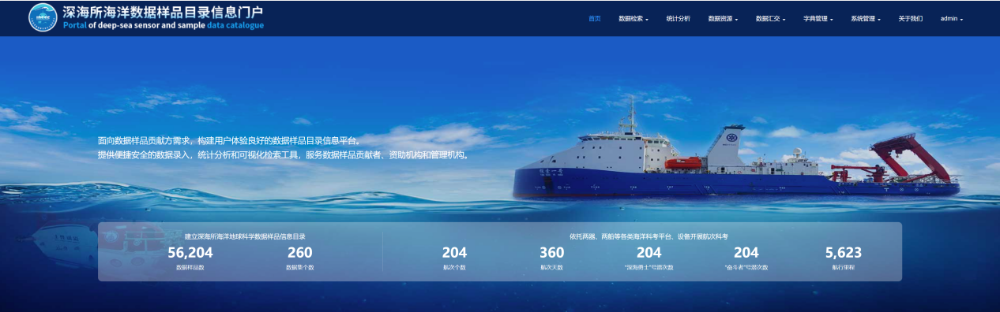 深海所海洋数据样品目录信息门户
Portal of deep-sea sensor and sample data catalogue
首页 数据检索 统计分析 数据资源 数据汇交 字典管理 系统管理 关于我们 admin
面向数据样品贡献方需求，构建用户体验良好的数据样品目录信息平台。
提供便捷安全的数据录入，统计分析和可视化检索工具，服务数据样品贡献者、资助机构和管理机构。
探索一号
建立深海所海洋地球科学数据样品信息目录
依托两器、两船等各类海洋科考平台、设备开展航次科考
56,204 260 204 360 204 204 5,623
数据样品数 数据集个数 航次个数 航次天数 "深海勇士"号潜次数 "奋斗者"号潜次数 航行里程